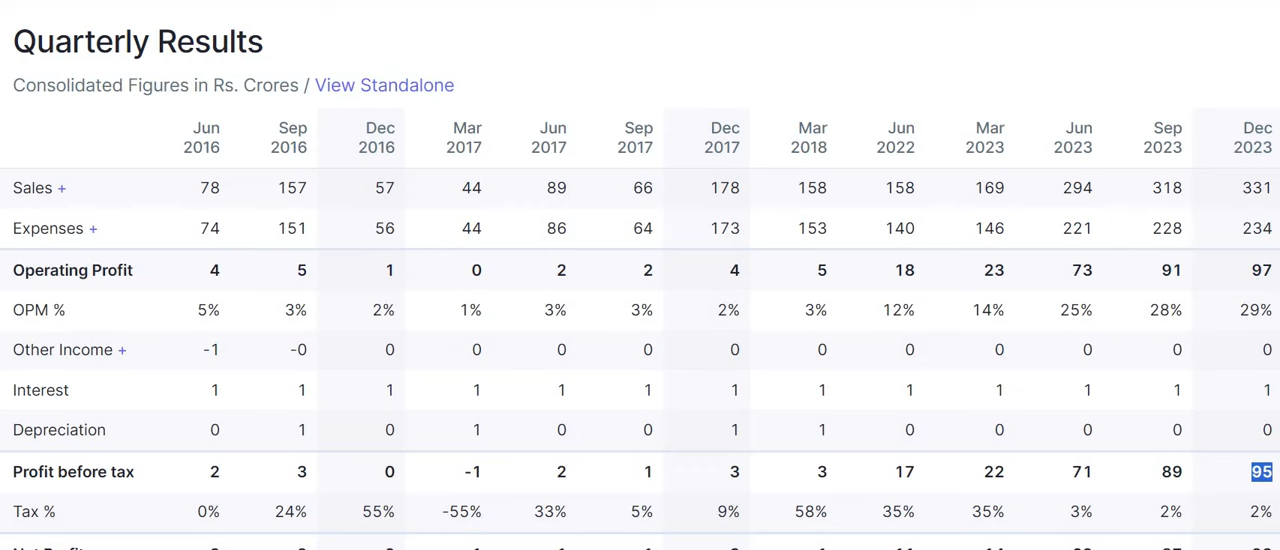 Quarterly Results
Consolidated Figures in Rs. Crores / View Standalone
Jun 2016 Sep 2016 Dec 2016 Mar 2017 Jun 2017 Sep 2017 Dec 2017 Mar 2018 Jun 2022 Mar 2023 Jun 2023 Sep 2023 Dec 2023
Sales + 78 157 57 44 89 66 178 158 158 169 294 318 331
Expenses + 74 151 56 44 86 64 173 153 140 146 221 228 234
Operating Profit 4 5 1 0 2 2 4 5 18 23 73 91 97
OPM % 5% 3% 2% 1% 3% 3% 2% 3% 12% 14% 25% 28% 29%
Other Income + -1 -0 0 0 0 0 0 0 0 0 0 0 0
Interest 1 1 1 1 1 1 1 1 1 1 1 1 1
Depreciation 0 1 0 1 0 0 1 1 0 0 0 0 0
Profit before tax 2 3 0 -1 2 1 3 3 17 22 71 89 95
Tax % 0% 24% 55% -55% 33% 5% 9% 58% 35% 35% 3% 2% 2%